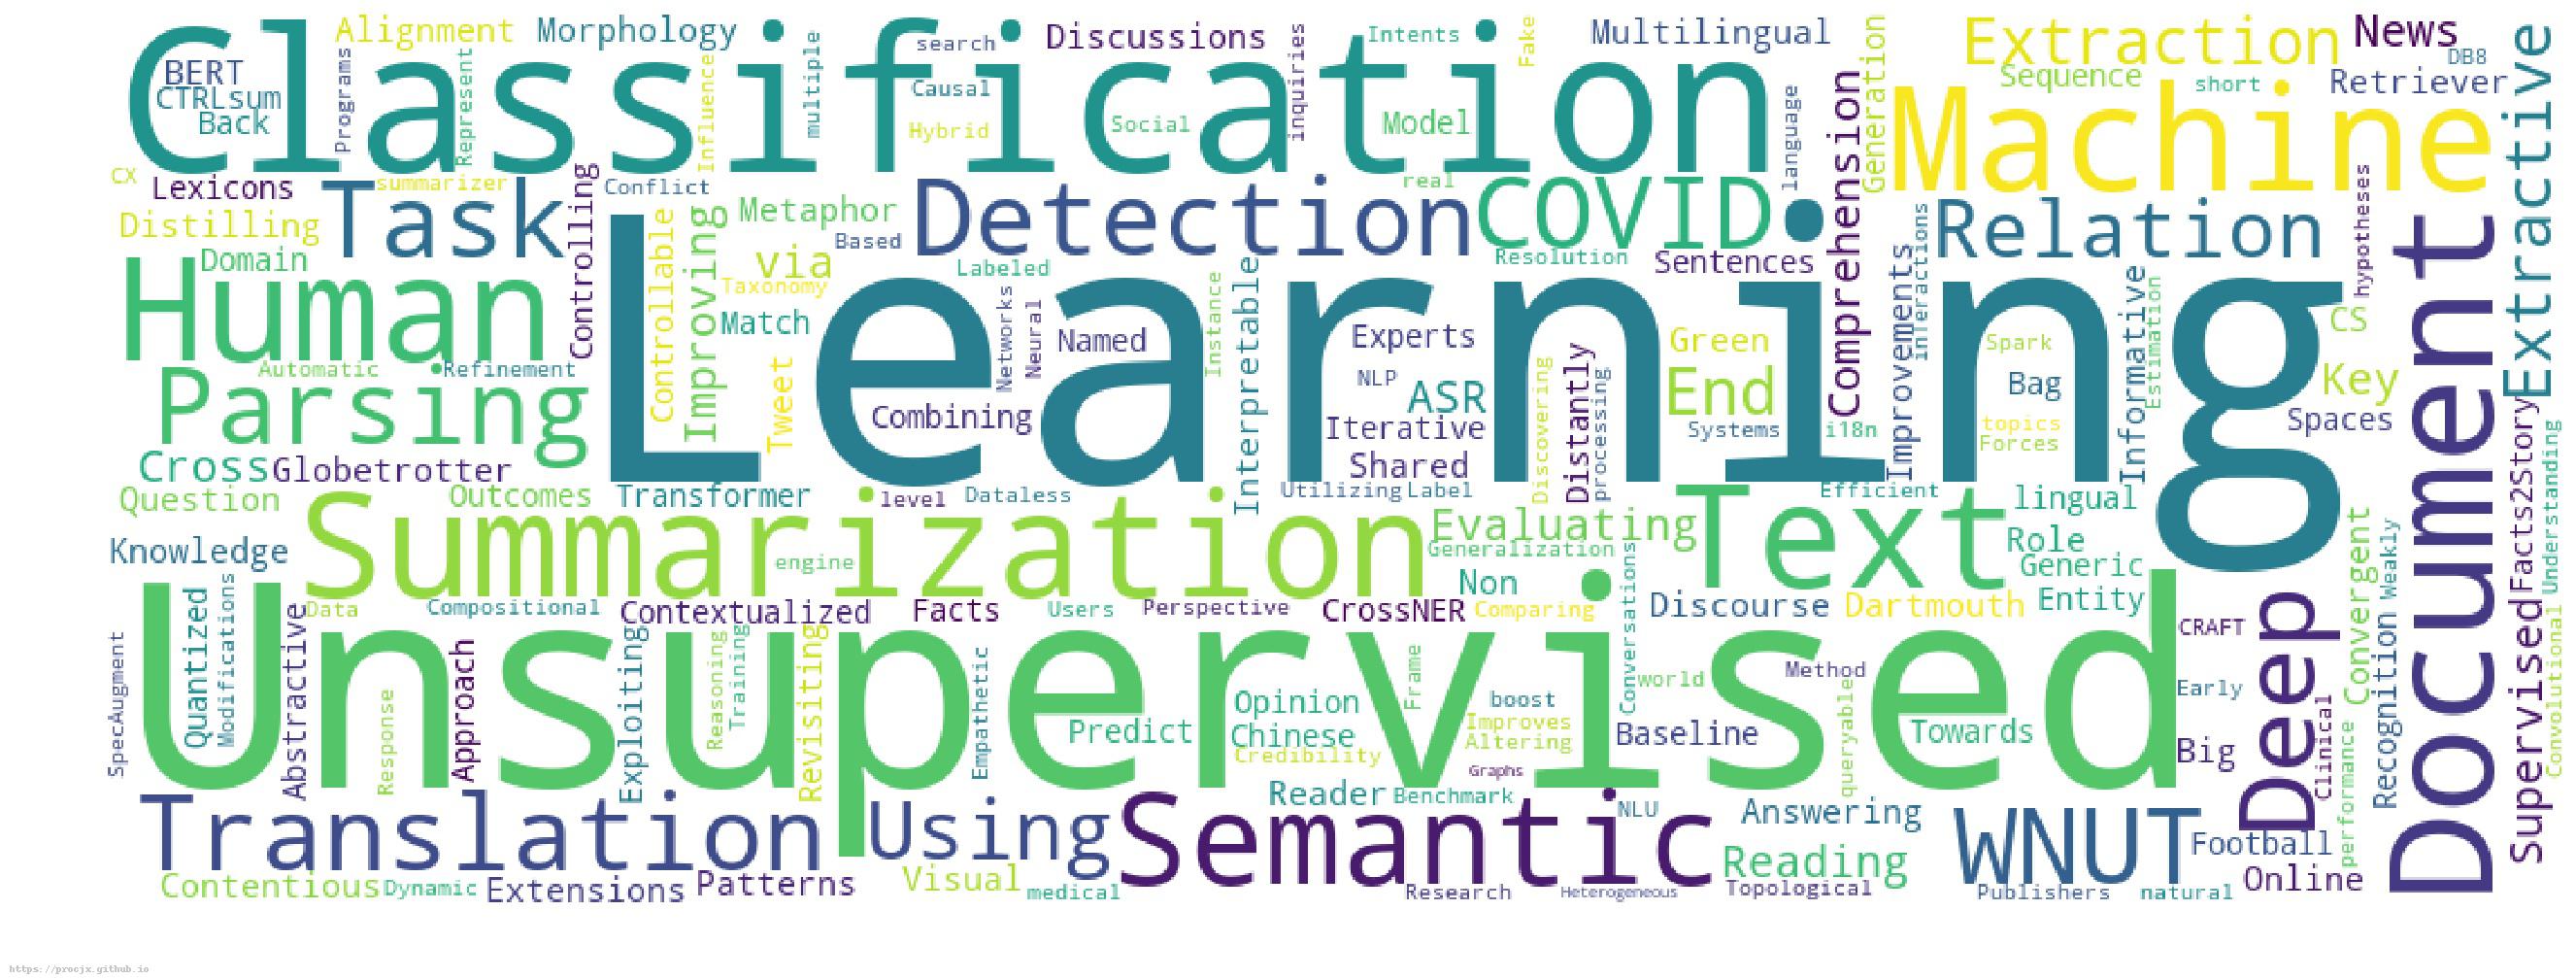 Classification
Alignment
Morphology
BERT
CTRLsum
Back
Programs
Represent
multiple
Influence
search
Discussions
Causal
Hybrid
Social
inquiries
Intents
Model
Fake
Multilingual
language
Generation
Comprehension
Extraction
News
DB8
Sequence
short
Retriever
Machine
Extractive
CX
Lexicons
summarizer
Task
Distilling
Domain
Controlling
Conflict
Metaphor
Based
Detection
real
COVID
Resolution
Sentences
Relation
hypotheses
Human
Controllable
Improving
via
Taxonomy
Match
Tweet
Labeled
Learning
Networks
Neural
Named
Instance
Interpretable
Experts
NLP
ASR
Iterative
Shared
Discovering
Distantly
processing
Green
End
Systems
i18n
Improvements
interactions
Spark
Bag
topics
Forces
Informative
Estimation
CS
Key
Spaces
Document
Automatic
Refinement
Parsing
Combining
Cross
Globetrotter
Question
Outcomes
Transformer
level
Dataless
Utilizing
Label
Efficient
lingual
Summarization
engine
Evaluating
Generalization
Text
Role
Generic
Entity
Knowledge
Non
Convergent
Weakly
Facts2Story
Understanding
Unsupervised
Quantized
Modifications
Data
Compositional
Contextualized
Facts
Users
Perspective
CrossNER
Comparing
Conversations
Discourse
Dartmouth
CRAFT
Deep
Recognition
Supervised
Convolutional
SpecAugment
Abstractive
Response
Approach
Exploiting
Reasoning
Training
Revisiting
Empathetic
Predict
Opinion
Chinese
Credibility
Frame
boost
Improves
Altering
Graphs
world
Method
Baseline
queryable
Towards
Early
Big
Clinical
performance
Translation
Using
Semantic
Reader
Benchmark
NLU
Answering
Reading
WNUT
Football
Online
Contentious
Dynamic
Extensions
Patterns
Visual
medical
Research
Heterogeneous
Topological
Publishers
natural
https://procjx.github.io